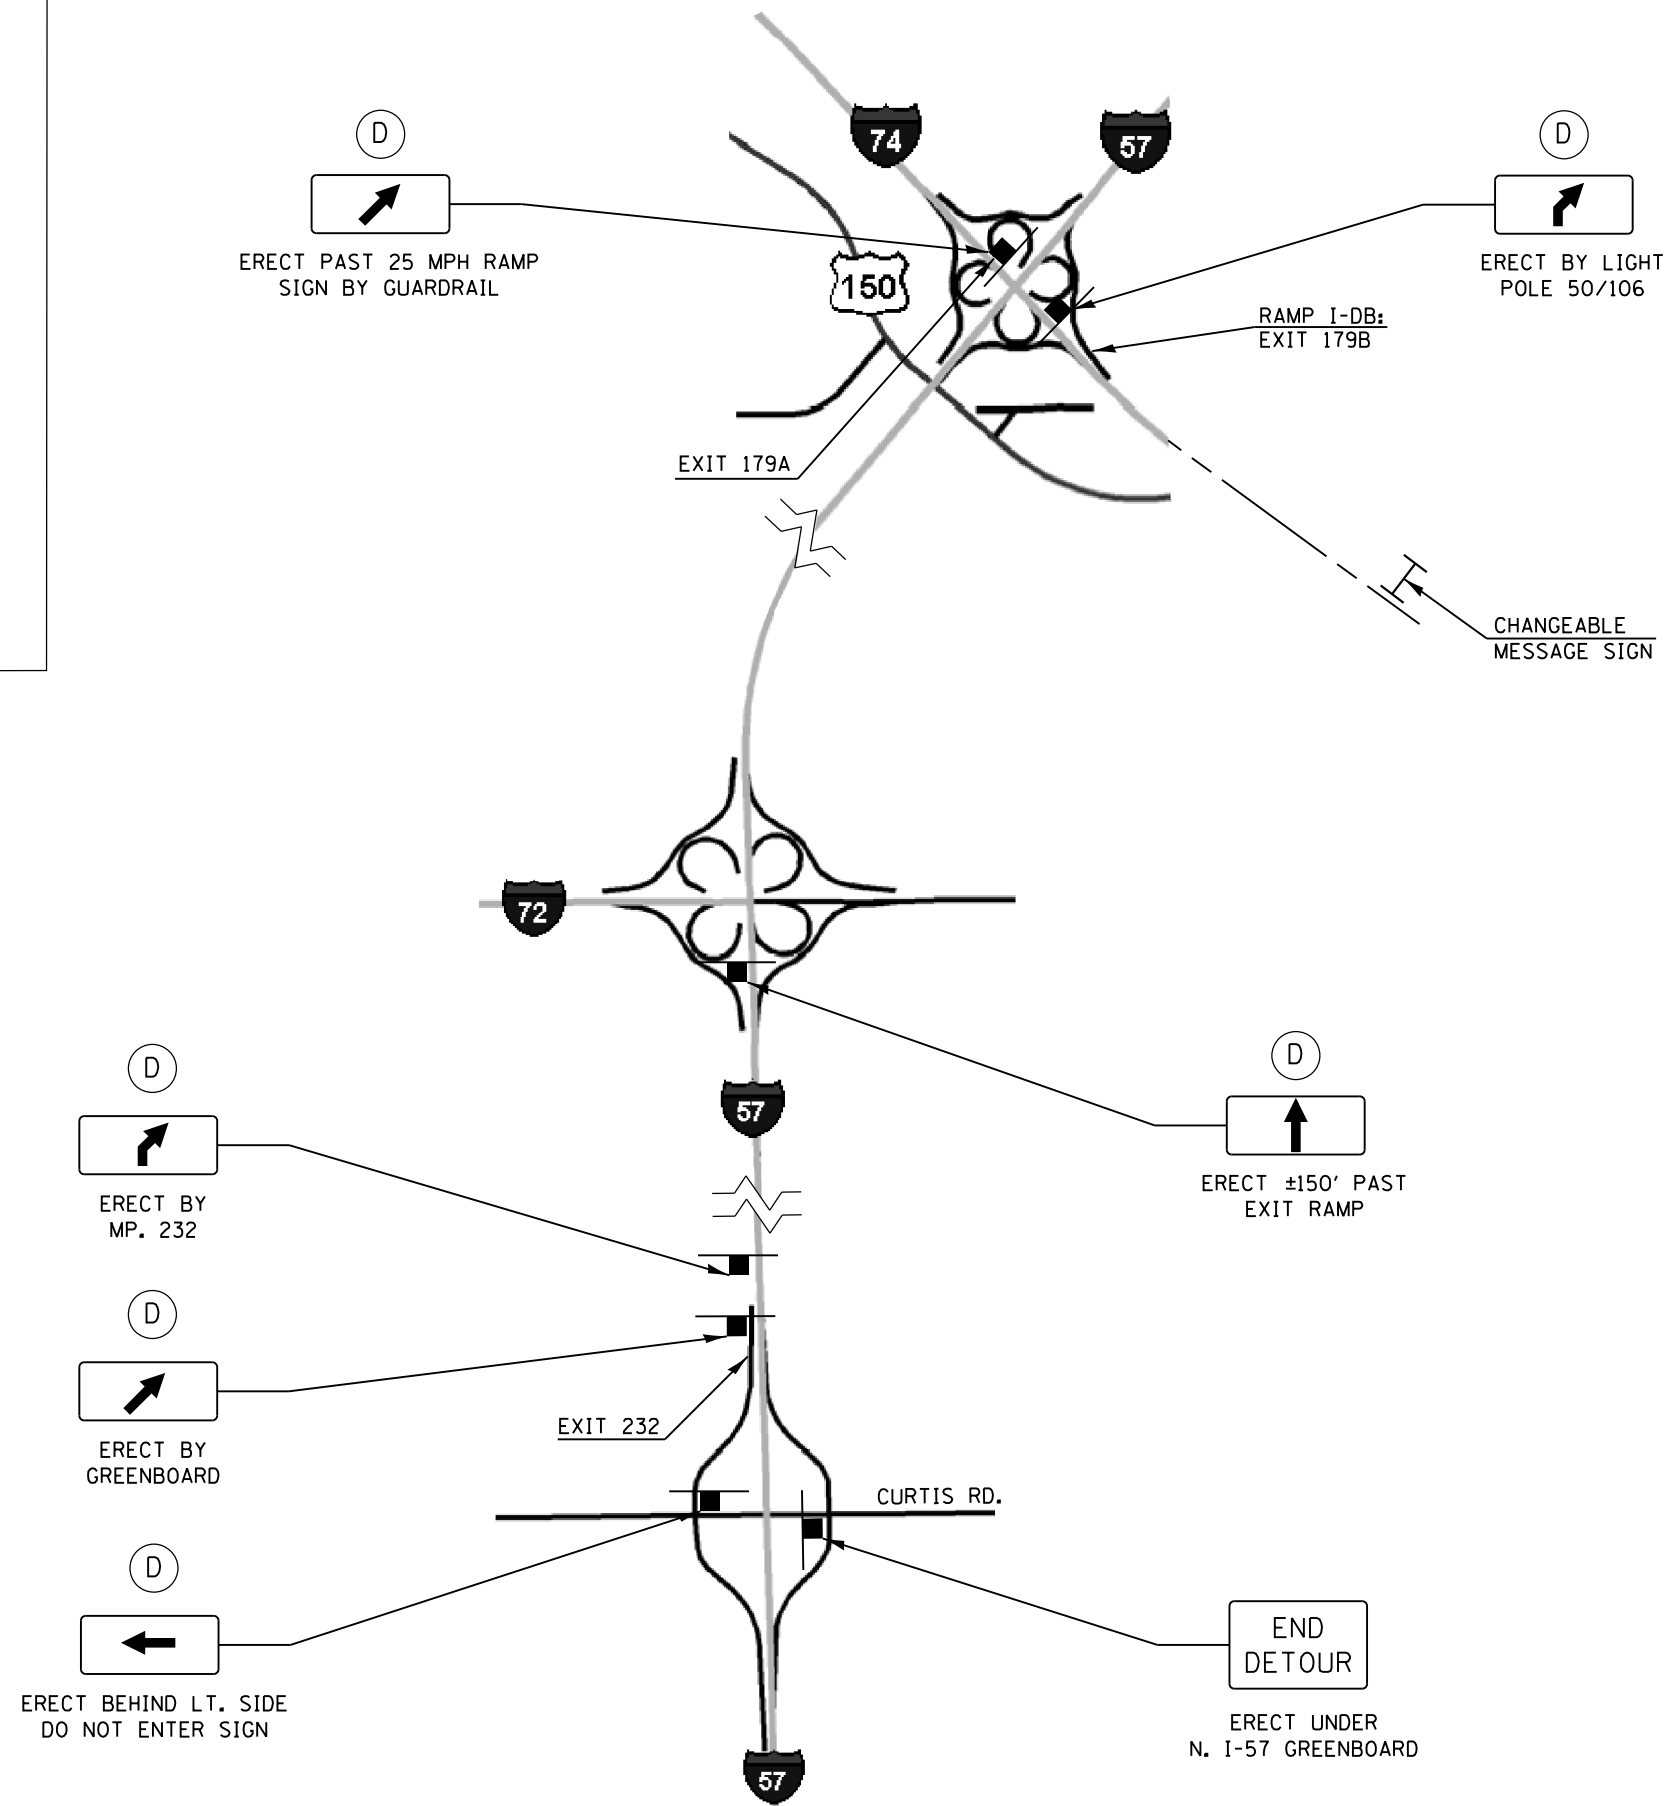 74
57
D
ERECT PAST 25 MPH RAMP
SIGN BY GUARDRAIL
D
ERECT BY LIGHT
POLE 50/106
150
RAMP I-DB:
EXIT 179B
EXIT 179A
CHANGEABLE
MESSAGE SIGN
72
57
D
ERECT BY
MP. 232
D
ERECT ±150' PAST
EXIT RAMP
D
ERECT BY
GREENBOARD
EXIT 232
CURTIS RD.
D
ERECT BEHIND LT. SIDE
DO NOT ENTER SIGN
END
DETOUR
ERECT UNDER
N. I-57 GREENBOARD
57